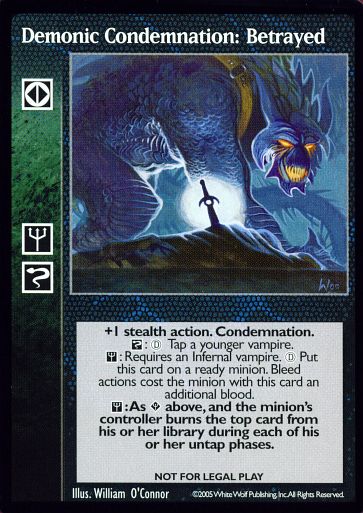 Demonic Condemnation: Betrayed
Woc
+1 stealth action. Condemnation.
: Ⓓ Tap a younger vampire.
: Requires an Infernal vampire. Ⓓ Put
this card on a ready minion. Bleed
actions cost the minion with this card an
additional blood.
: As above, and the minion's
controller burns the top card from
his or her library during each of his
or her untap phases.
NOT FOR LEGAL PLAY
Illus. William O'Connor
©2005 White Wolf Publishing, Inc. All Rights Reserved.